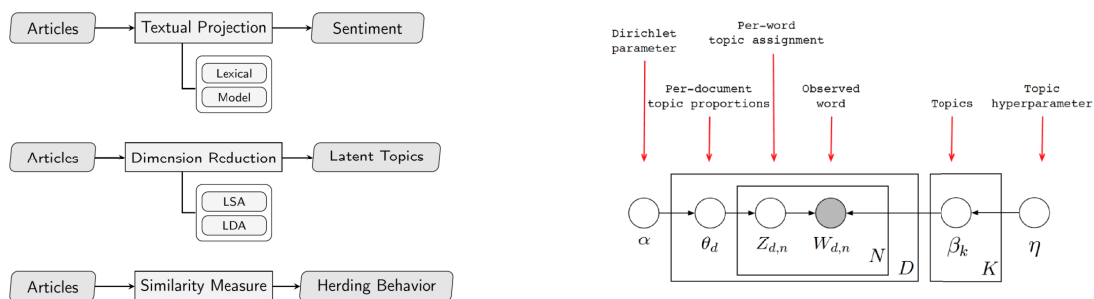 Articles
Textual Projection
Sentiment
Lexical
Model
Articles
Dimension Reduction
Latent Topics
LSA
LDA
Articles
Similarity Measure
Herding Behavior
Per-word
topic assignment
Dirichlet
parameter
Per-document
topic proportions
Observed
word
Topics
Topic
hyperparameter
α
θd
Zd,n
Wd,n
N
D
βk
K
η